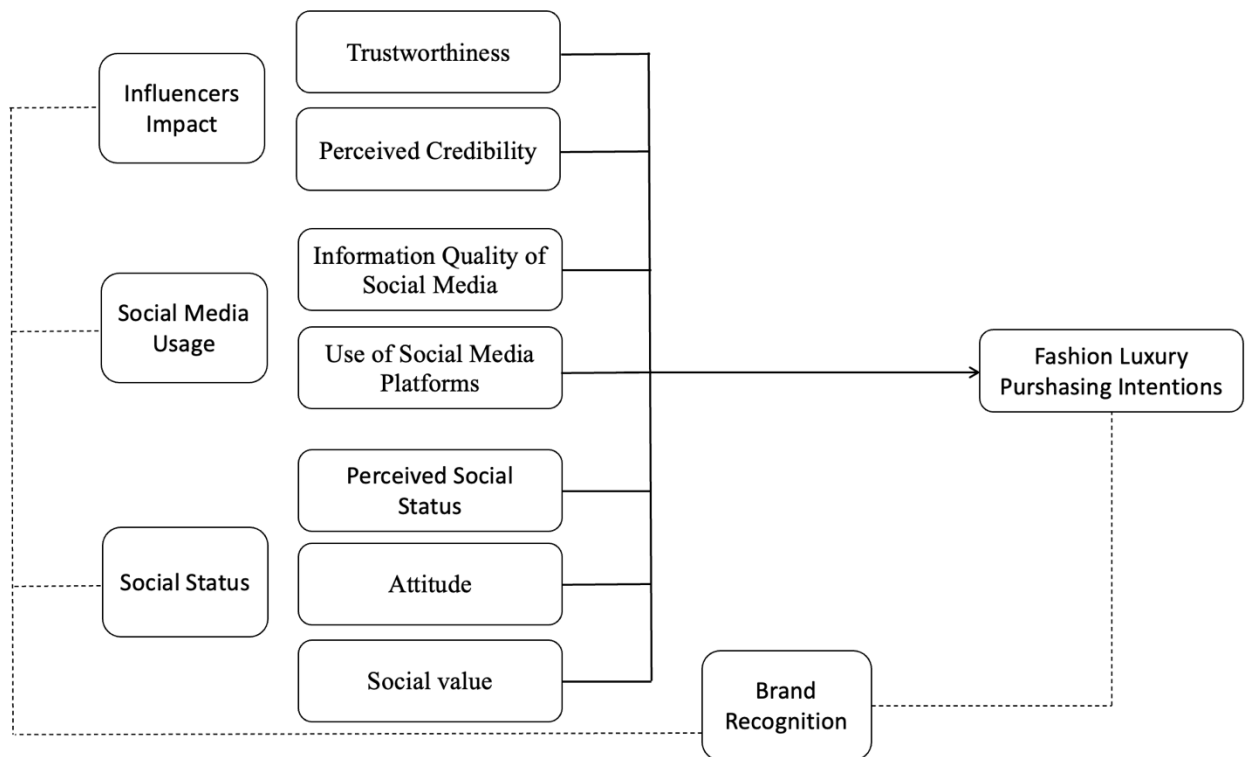 Trustworthiness
Influencers
Impact
Perceived Credibility
Information Quality of
Social Media
Social Media
Usage
Use of Social Media
Platforms
Fashion Luxury
Purshasing Intentions
Perceived Social
Status
Social Status
Attitude
Social value
Brand
Recognition